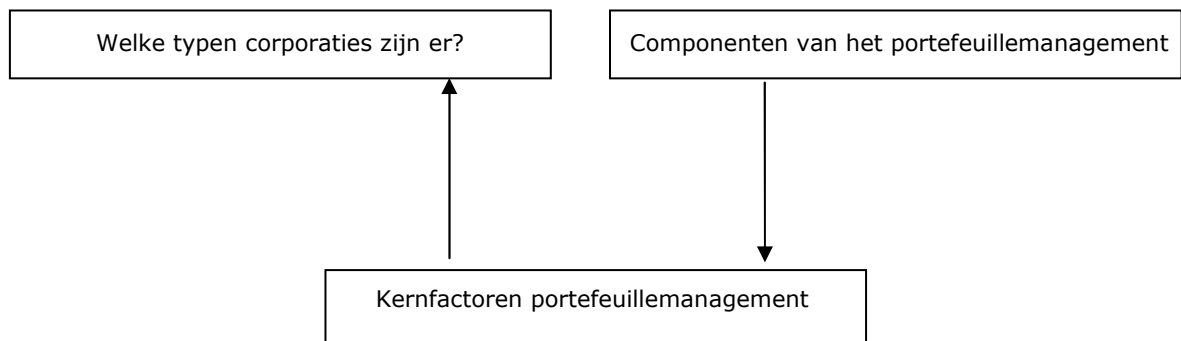 Welke typen corporaties zijn er?
Componenten van het portefeuillemanagement
Kernfactoren portefeuillemanagement